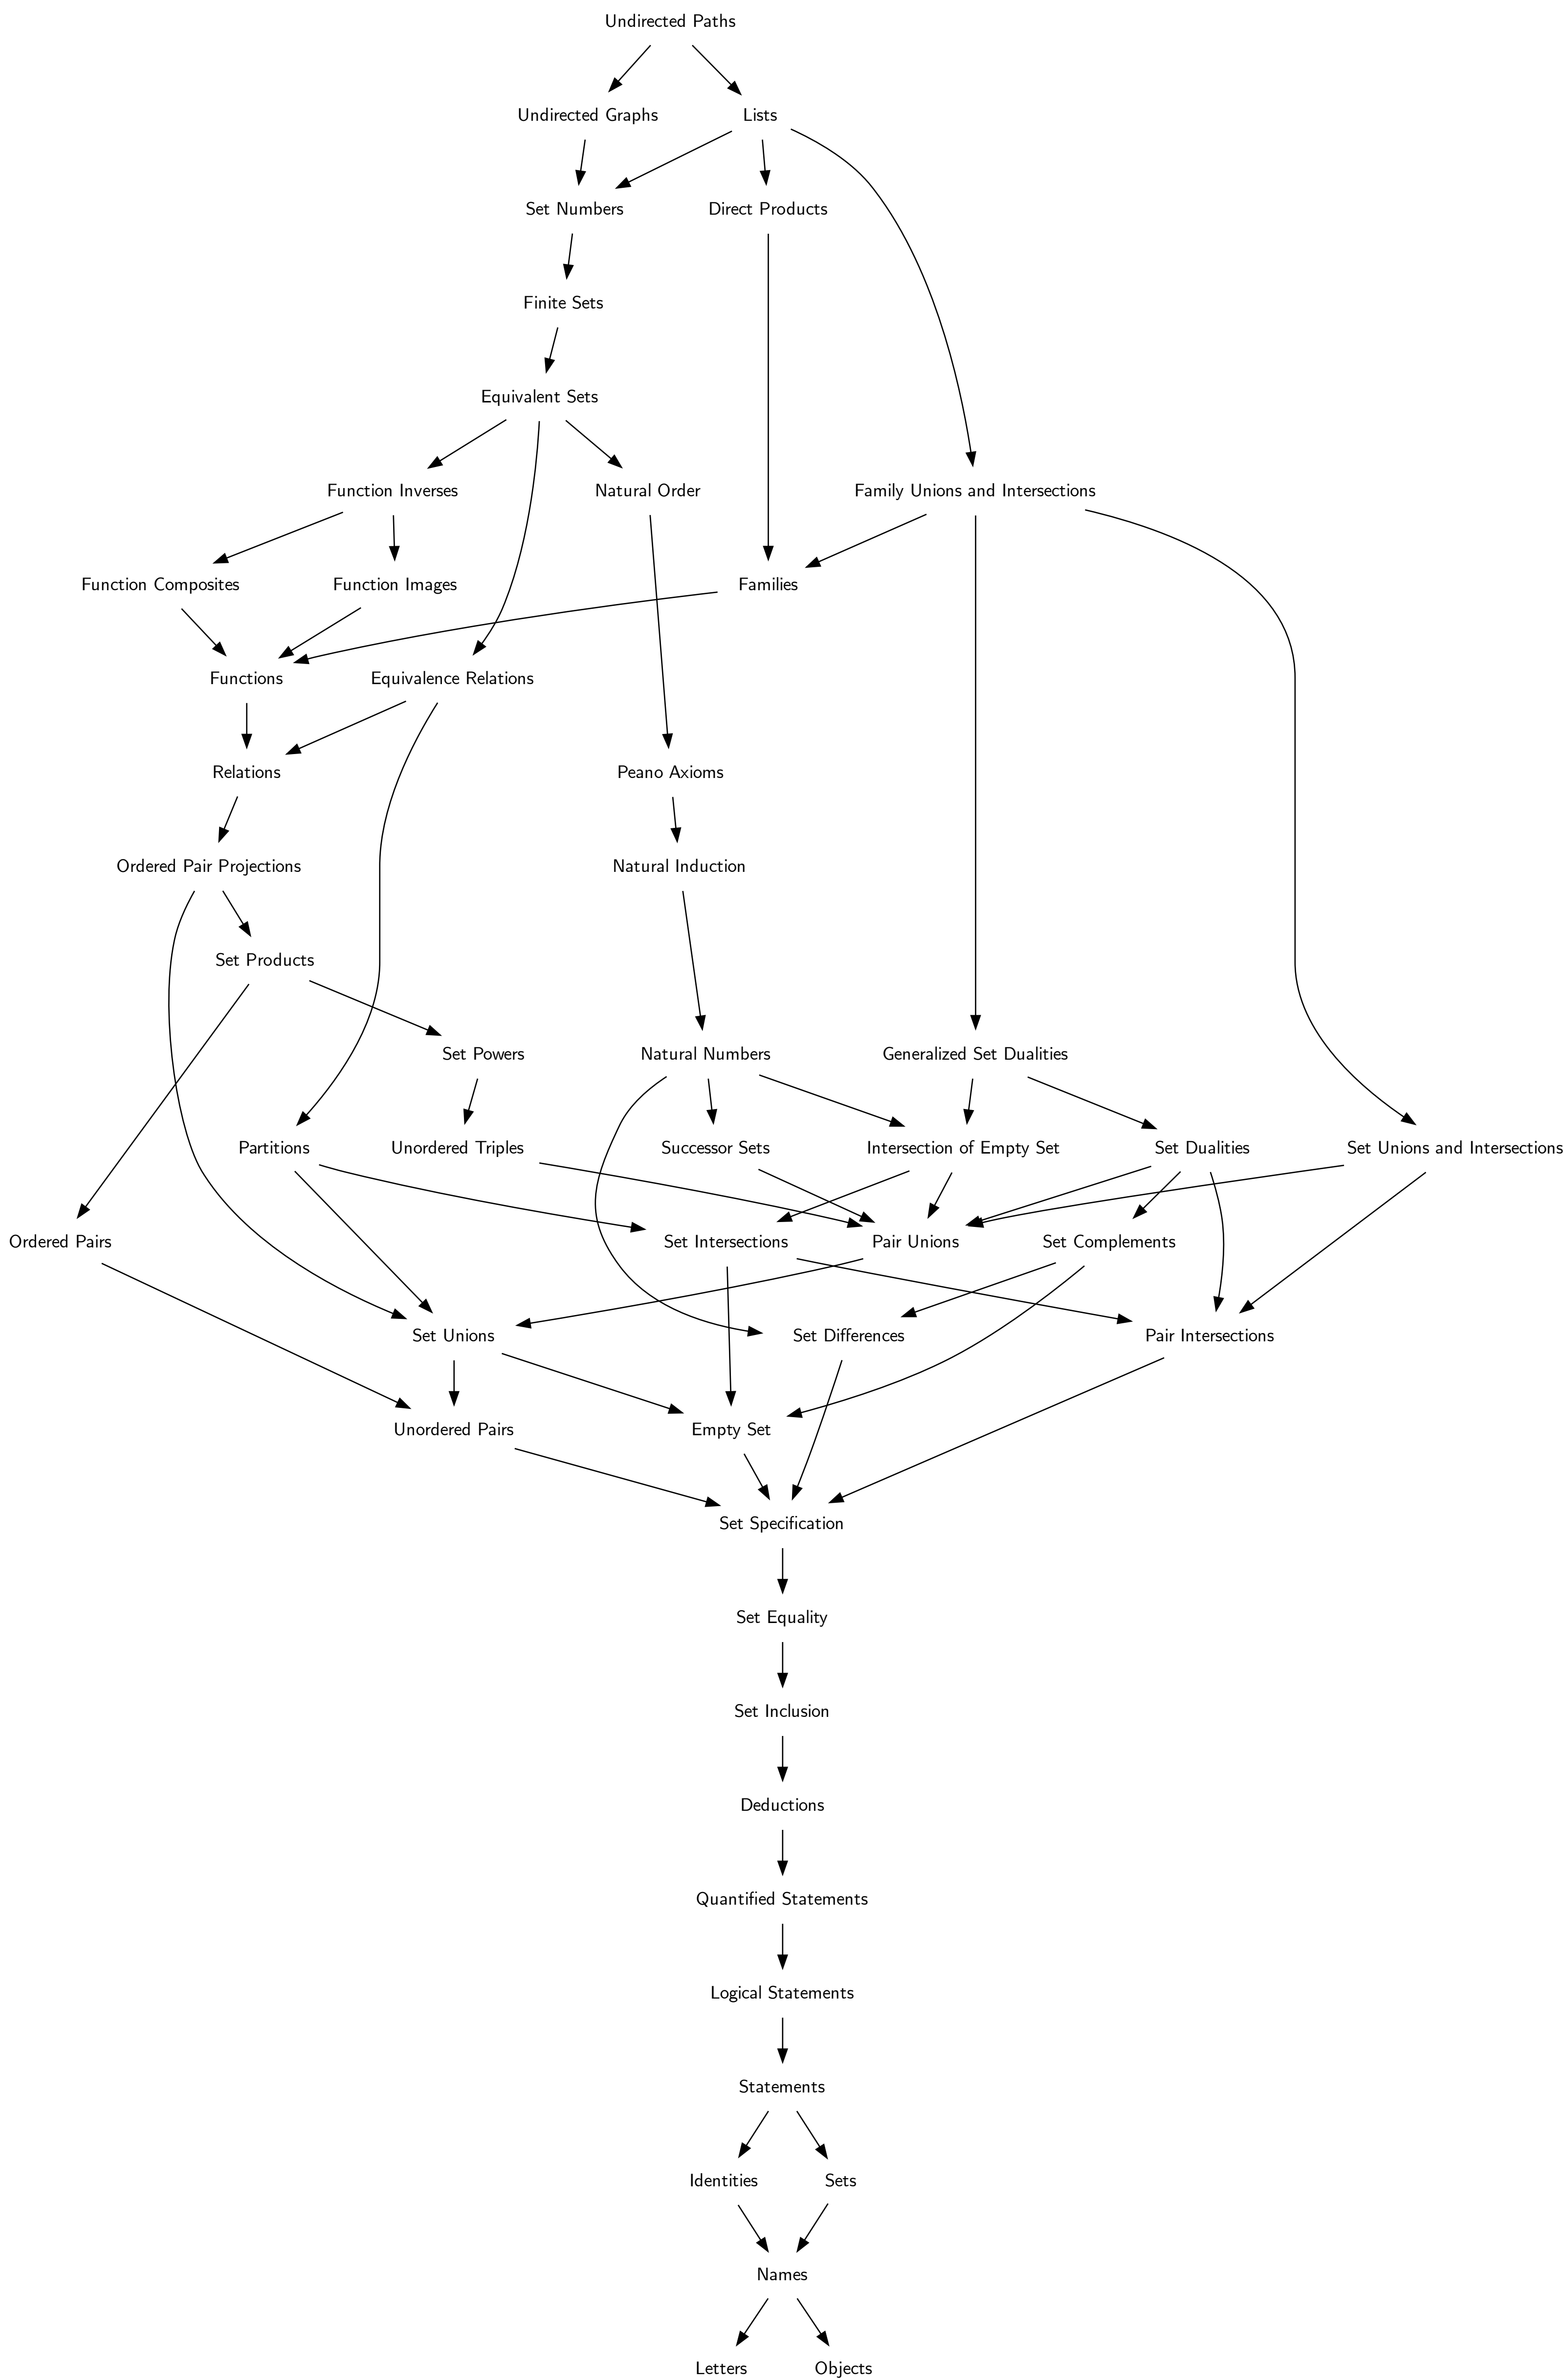 Undirected Paths
Undirected Graphs
Lists
Set Numbers
Direct Products
Finite Sets
Equivalent Sets
Function Inverses
Natural Order
Family Unions and Intersections
Function Composites
Function Images
Families
Functions
Equivalence Relations
Relations
Peano Axioms
Ordered Pair Projections
Natural Induction
Set Products
Set Powers
Natural Numbers
Generalized Set Dualities
Partitions
Unordered Triples
Successor Sets
Intersection of Empty Set
Set Dualities
Set Unions and Intersections
Ordered Pairs
Set Intersections
Pair Unions
Set Complements
Set Unions
Set Differences
Pair Intersections
Unordered Pairs
Empty Set
Set Specification
Set Equality
Set Inclusion
Deductions
Quantified Statements
Logical Statements
Statements
Identities
Sets
Names
Letters
Objects